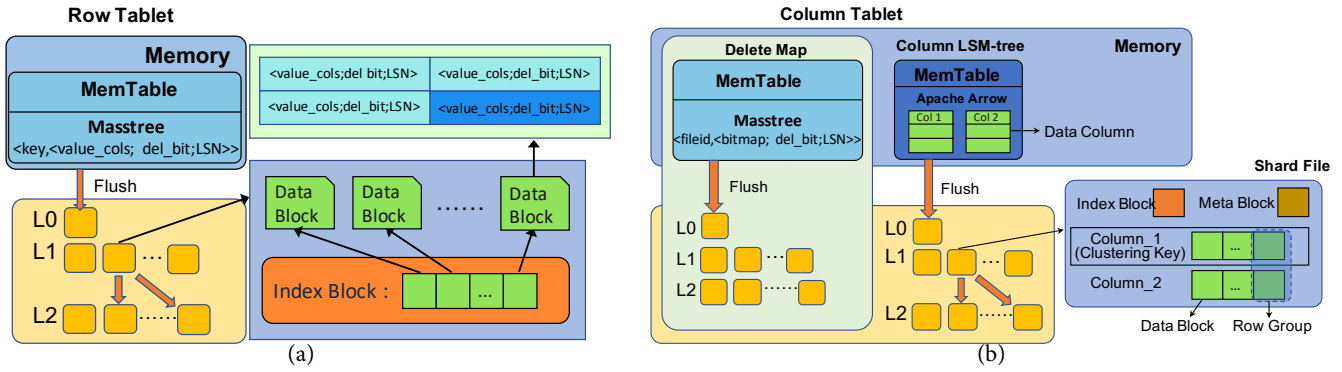 Row Tablet
Memory
MemTable
Masstree
<key,<value_cols; del_bit;LSN>>
Flush
L0
L1
...
L2
......
<value_cols;del bit;LSN>
<value_cols;del_bit;LSN>
<value_cols;del_bit;LSN>
<value_cols;del_bit;LSN>
Data
Block
Data
Block
......
Data
Block
Index Block :
...
(a)
Column Tablet
Memory
Delete Map
MemTable
Masstree
<fileid,<bitmap; del_bit;LSN>>
Flush
L0
L1
...
L2
......
Column LSM-tree
MemTable
Apache Arrow
Col 1
Col 2
Data Column
Flush
L0
L1
...
L2
......
Shard File
Index Block
Meta Block
Column_1
(Clustering Key)
...
Column_2
...
Data Block
Row Group
(b)